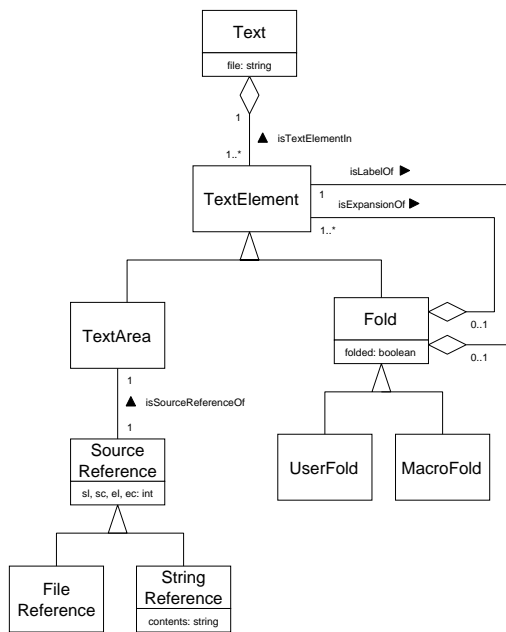 Text
file: string
1
▲ isTextElementIn
1..*
TextElement
isLabelOf ▶
1
isExpansionOf ▶
1..*
TextArea
Fold
folded: boolean
0..1
0..1
1
▲ isSourceReferenceOf
1
Source
Reference
sl, sc, el, ec: int
UserFold
MacroFold
File
Reference
String
Reference
contents: string